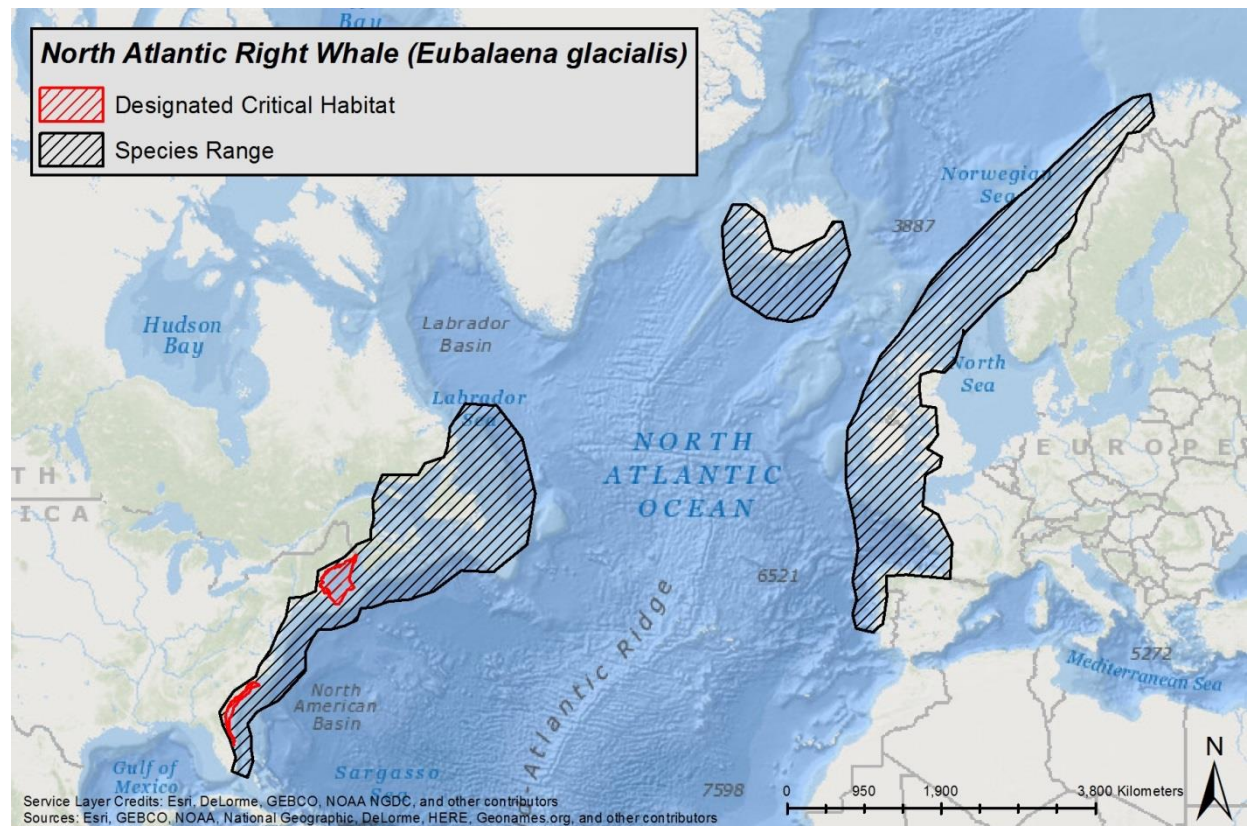 North Atlantic Right Whale (Eubalaena glacialis)
Designated Critical Habitat
Species Range
Bay
Norwegian
Sea
3887
Hudson
Bay
Labrador
Basin
Labrador
Sea
North
Sea
NORTH
ATLANTIC
OCEAN
EUROPE
TH
ICA
6521
5272
Mediterranean Sea
North
American
Basin
-Atlantic Ridge
Gulf of
Mexico
Sargasso
Sea
7598
N
0 950 1,900 3,800 Kilometers
Service Layer Credits: Esri, DeLorme, GEBCO, NOAA NGDC, and other contributors
Sources: Esri, GEBCO, NOAA, National Geographic, DeLorme, HERE, Geonames.org, and other contributors